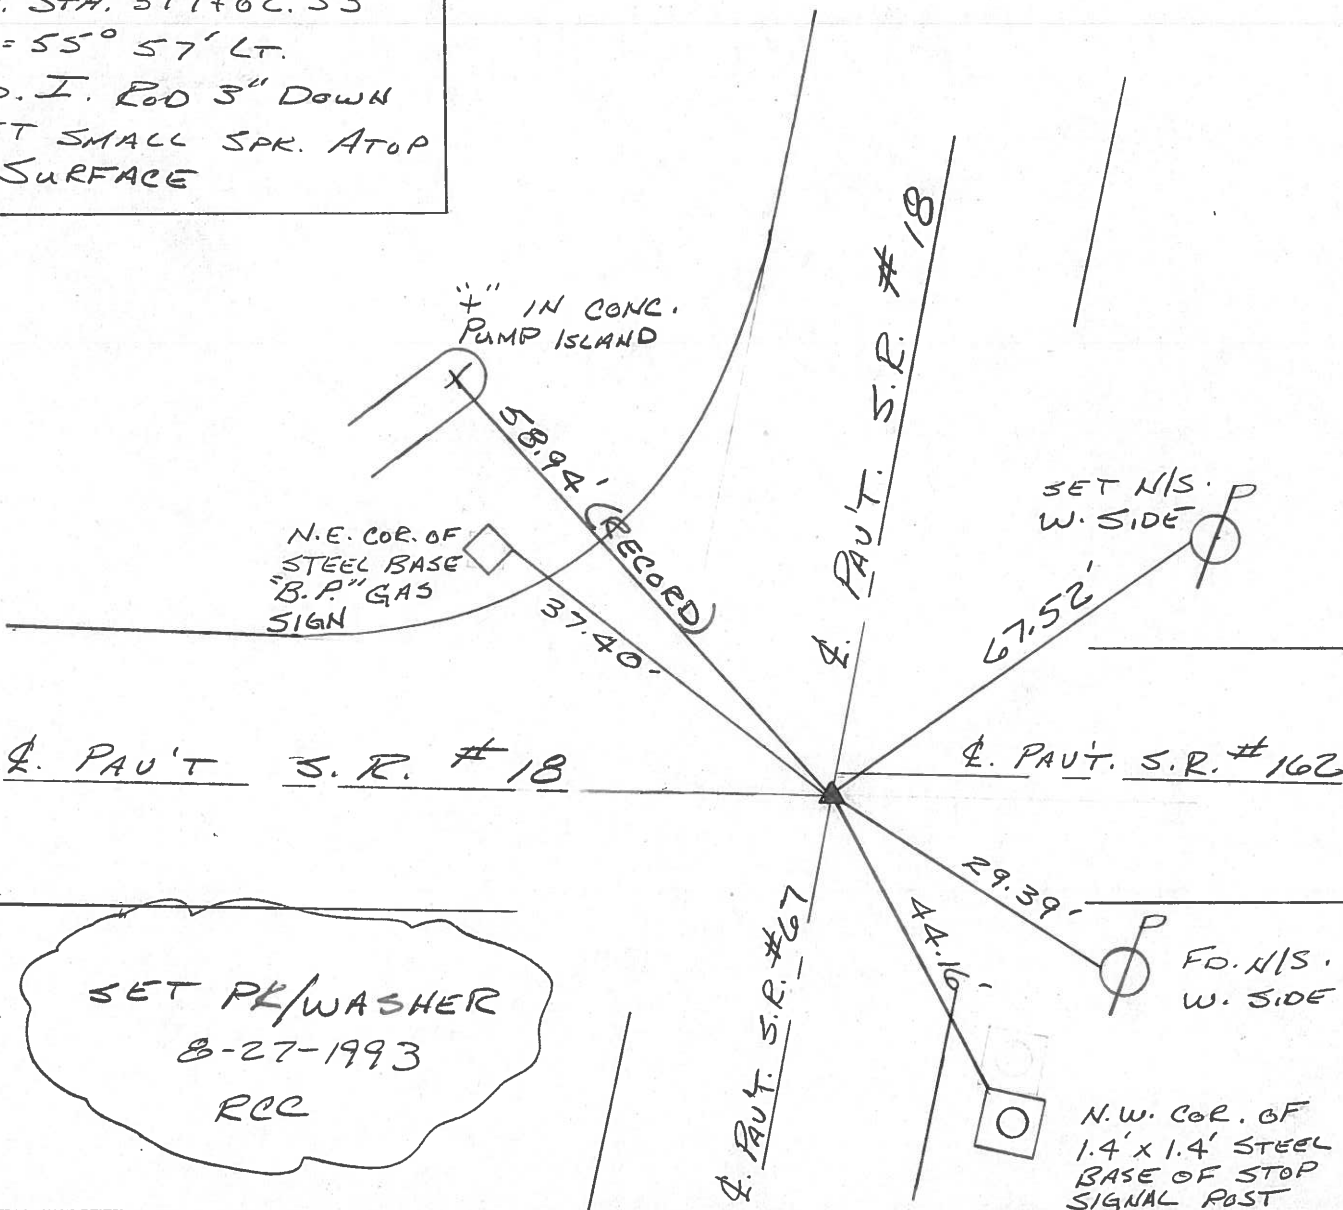 = 55° 57' LT.
I. ROD 3" DOWN
SMALL SPK. ATOP
SURFACE
"+" IN CONC.
PUMP ISLAND
58.94' (RECORD)
N.E. COR. OF
STEEL BASE
"B.P." GAS
SIGN
37.40'
℄. PAV'T. S.R. # 18
SET N/S.
W. SIDE
P
67.52'
℄. PAV'T S.R. # 18
℄. PAV'T. S.R. # 162
29.39'
44.16'
P
FD. N/S.
W. SIDE
℄. PAV'T. S.R. #67
SET PK/WASHER
8-27-1993
RCC
N.W. COR. OF
1.4' x 1.4' STEEL
BASE OF STOP
SIGNAL POST